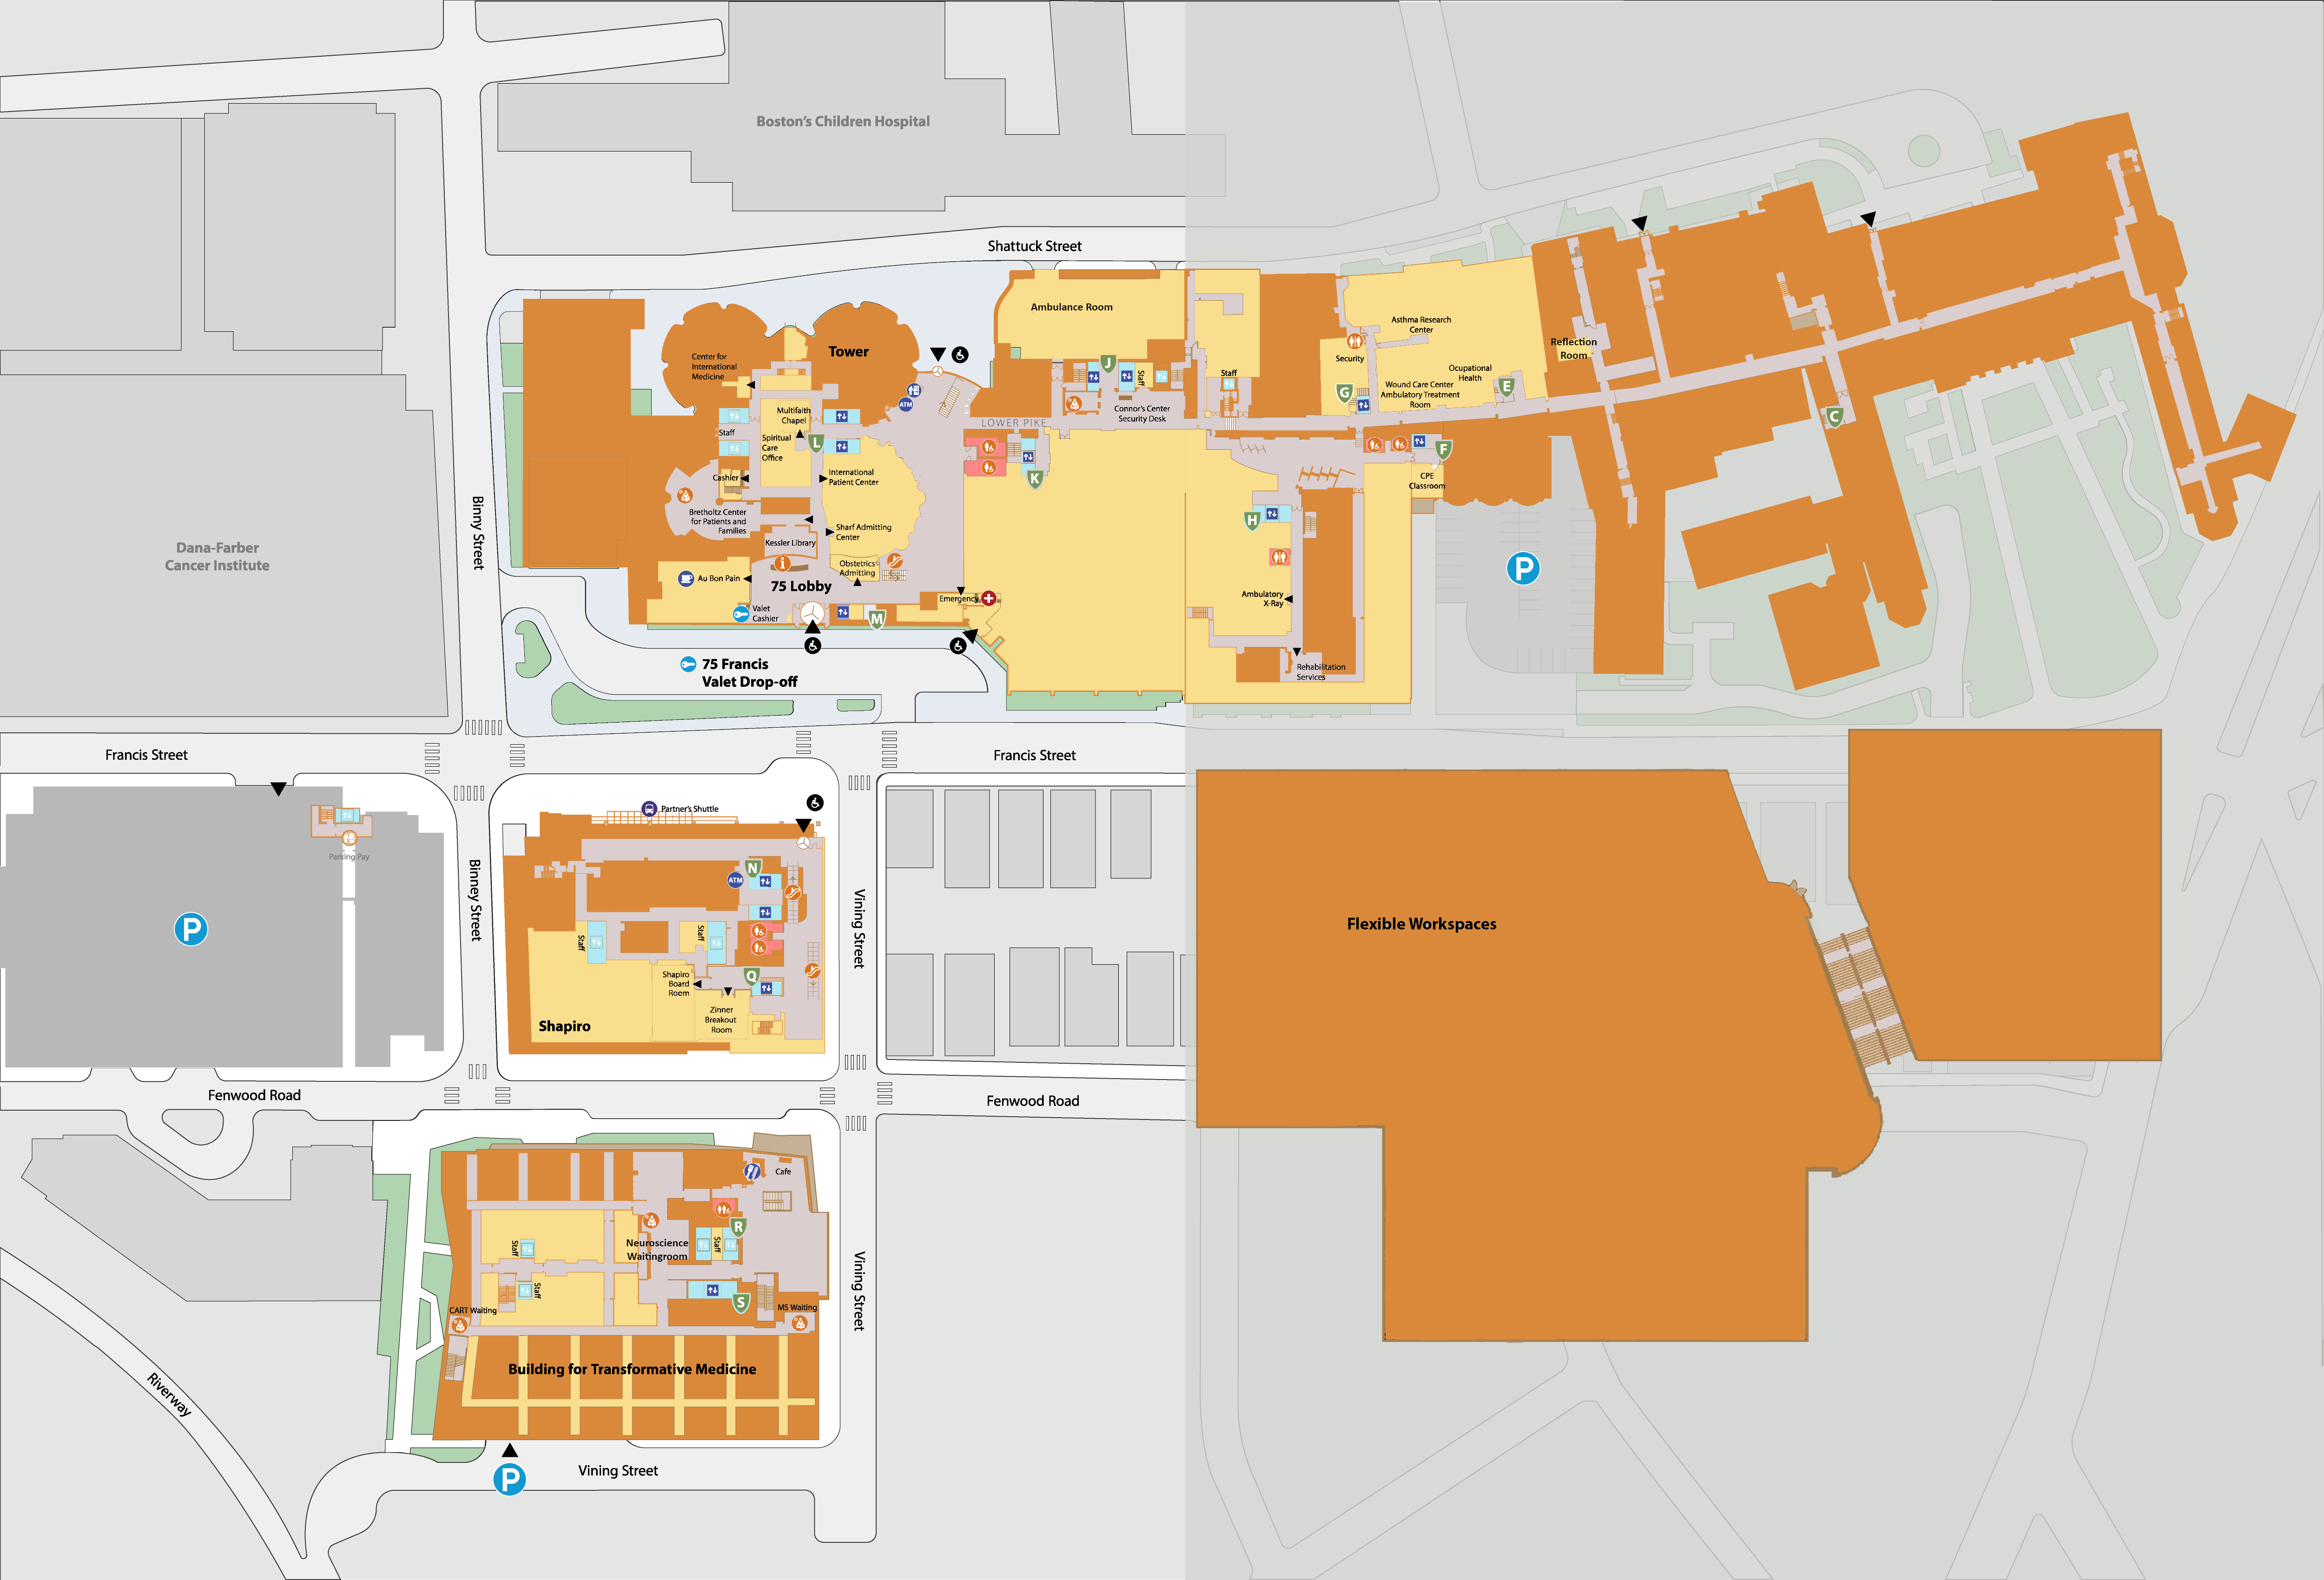 Boston's Children Hospital
Shattuck Street
Ambulance Room
Asthma Research
Center
Reflection
Room
Security
Ocupational
Health
Wound Care Center
Ambulatory Treatment
Room
Tower
Center for
International
Medicine
ATM
J
Staff
Staff
G
E
C
Connor's Center
Security Desk
LOWER PIKE
Multifaith
Chapel
Staff
L
Spiritual
Care
Office
Cashier
International
Patient Center
K
F
CPE
Classroom
Bretholtz Center
for Patients and
Families
Sharf Admitting
Center
Kessler Library
H
i
Obstetrics
Admitting
Au Bon Pain
75 Lobby
Emergency
Ambulatory
X-Ray
Valet
Cashier
M
P
75 Francis
Valet Drop-off
Rehabilitation
Services
Binny Street
Dana-Farber
Cancer Institute
Francis Street
Francis Street
Partner's Shuttle
Parking Pay
P
Binney Street
N
ATM
Staff
Staff
Q
Shapiro
Board
Roem
Zinner
Breakout
Room
Shapiro
Vining Street
Flexible Workspaces
Fenwood Road
Fenwood Road
Cafe
R
Neuroscience
Waitingroom
Staff
Staff
Staff
S
CART Waiting
MS Waiting
Building for Transformative Medicine
Vining Street
Riverway
P
Vining Street